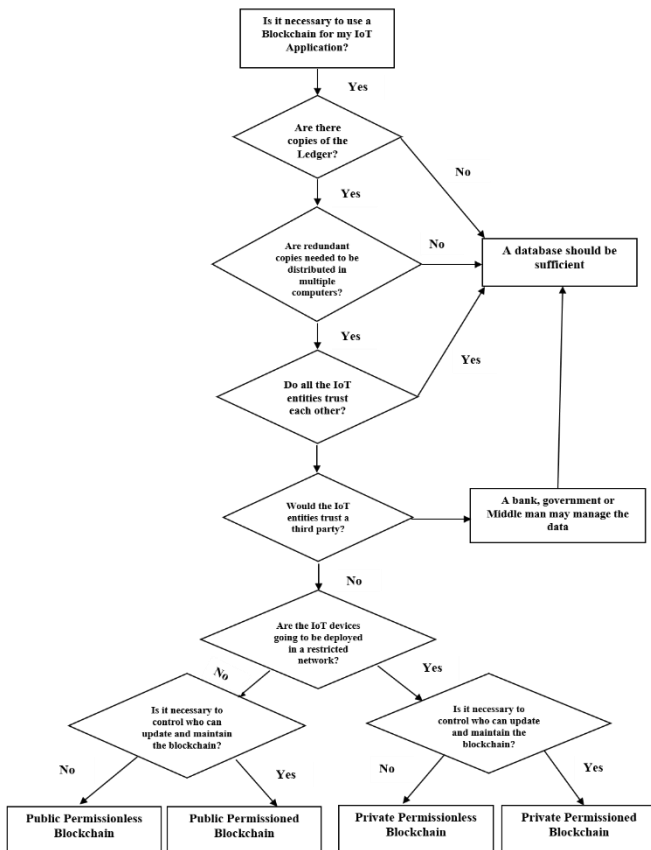 Is it necessary to use a
Blockchain for my IoT
Application?
Yes
Are there
copies of the
Ledger?
No
Yes
Are redundant
copies needed to be
distributed in
multiple
computers?
No
A database should be
sufficient
Yes
Yes
Do all the IoT
entities trust
each other?
Would the IoT
entities trust a
third party?
A bank, government or
Middle man may manage the
data
No
Are the IoT devices
going to be deployed
in a restricted
network?
No
Yes
Is it necessary to
control who can
update and maintain
the blockchain?
Is it necessary to
control who can update
and maintain the
blockchain?
No
Yes
No
Yes
Public Permissionless
Blockchain
Public Permissioned
Blockchain
Private Permissionless
Blockchain
Private Permissioned
Blockchain